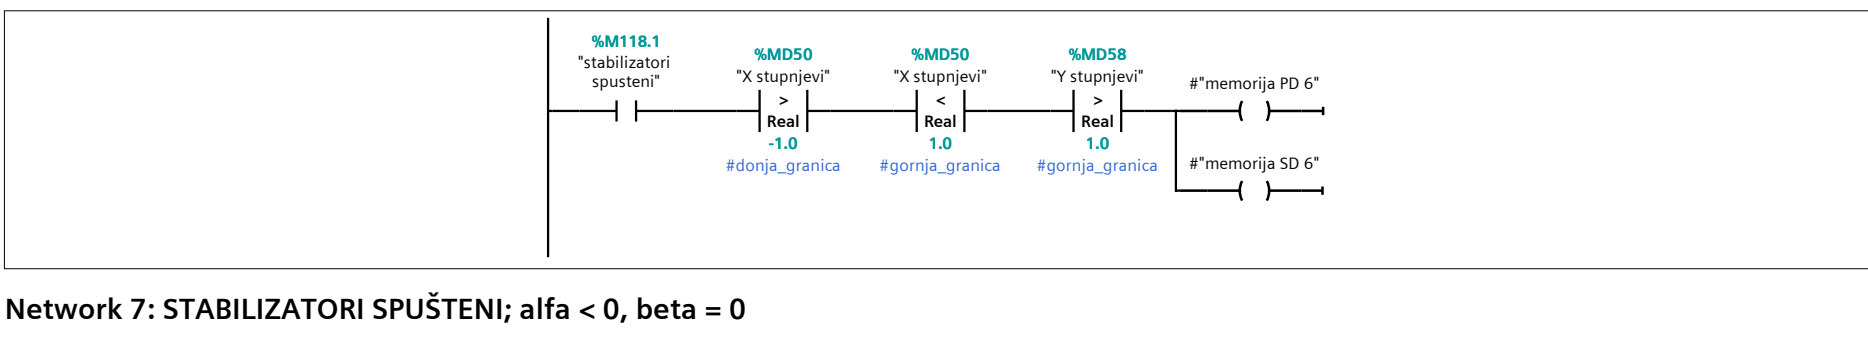 %M118.1
"stabilizatori
spusteni"
%MD50
"X stupnjevi"
>
Real
-1.0
#donja_granica
%MD50
"X stupnjevi"
<
Real
1.0
#gornja_granica
%MD58
"Y stupnjevi"
>
Real
1.0
#gornja_granica
#"memorija PD 6"
#"memorija SD 6"
Network 7: STABILIZATORI SPUŠTENI; alfa < 0, beta = 0